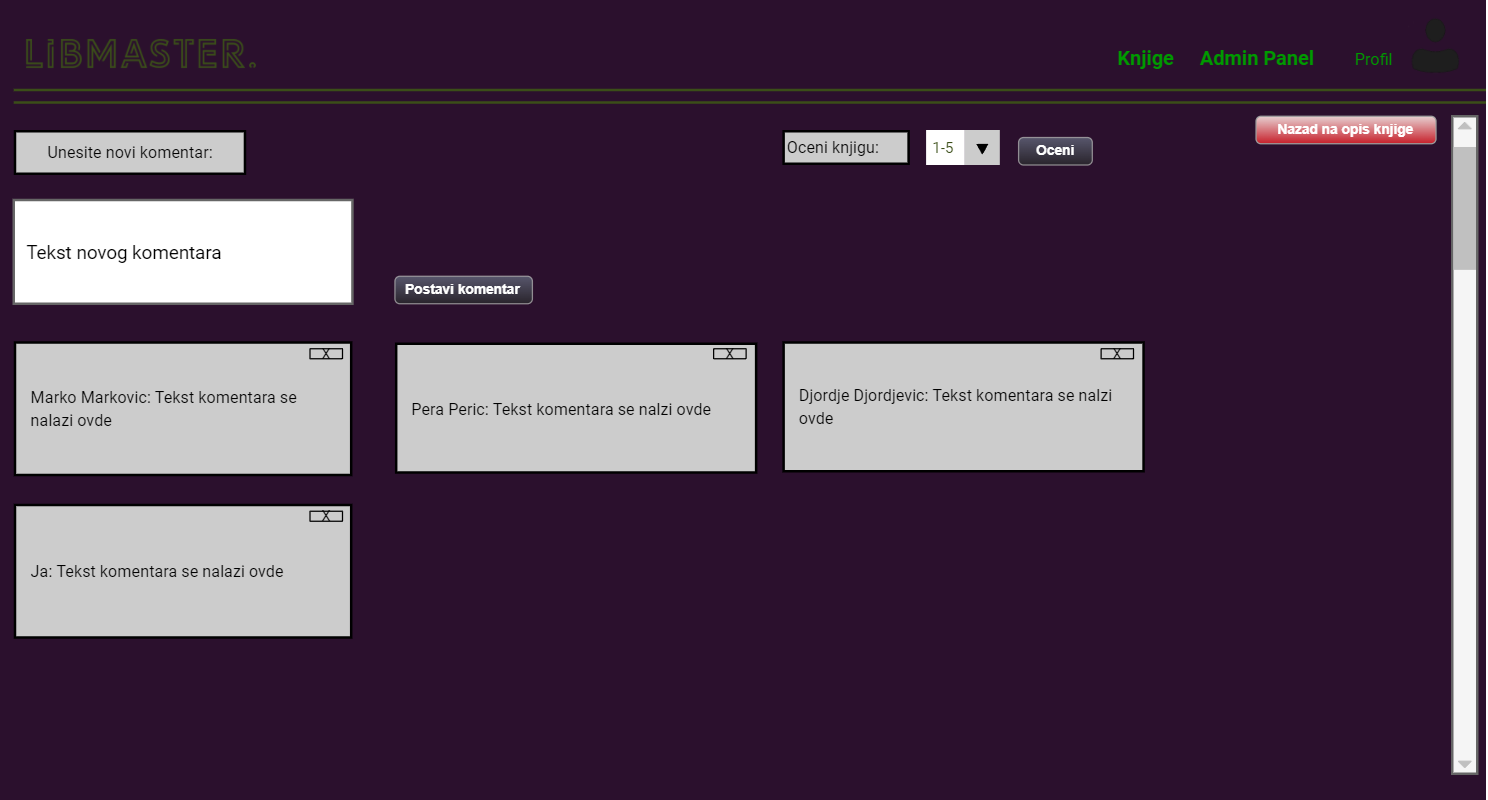 LiBMASTER.
Knjige
Admin Panel
Profil
Nazad na opis knjige
Unesite novi komentar:
Oceni knjigu:
1-5
Oceni
Tekst novog komentara
Postavi komentar
X
Marko Markovic: Tekst komentara se
nalazi ovde
X
Pera Peric: Tekst komentara se nalzi ovde
X
Djordje Djordjevic: Tekst komentara se nalzi
ovde
X
Ja: Tekst komentara se nalazi ovde